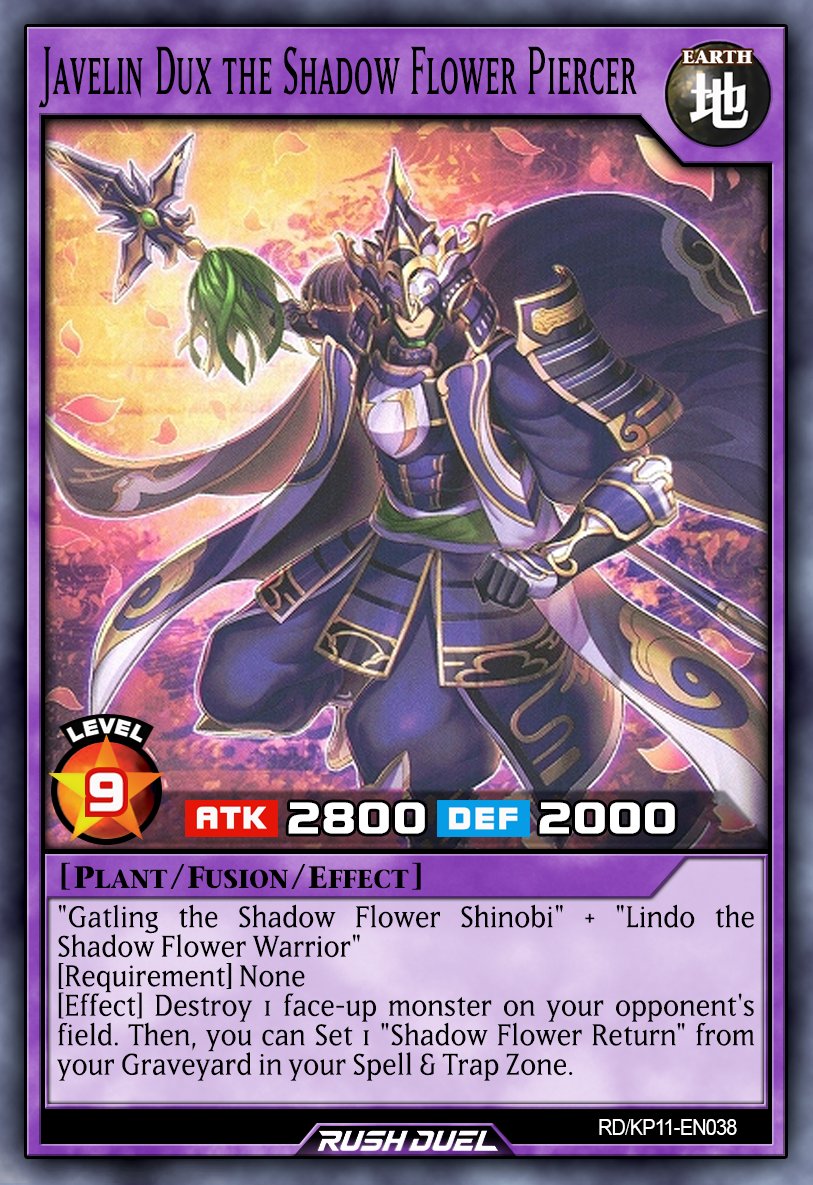 Javelin Dux the Shadow Flower Piercer
EARTH
地
LEVEL
9
ATK 2800 DEF 2000
[Plant/Fusion/Effect]
"Gatling the Shadow Flower Shinobi" + "Lindo the
Shadow Flower Warrior"
[Requirement] None
[Effect] Destroy 1 face-up monster on your opponent's
field. Then, you can Set 1 "Shadow Flower Return" from
your Graveyard in your Spell & Trap Zone.
RD/KP11-EN038
RUSH DUEL